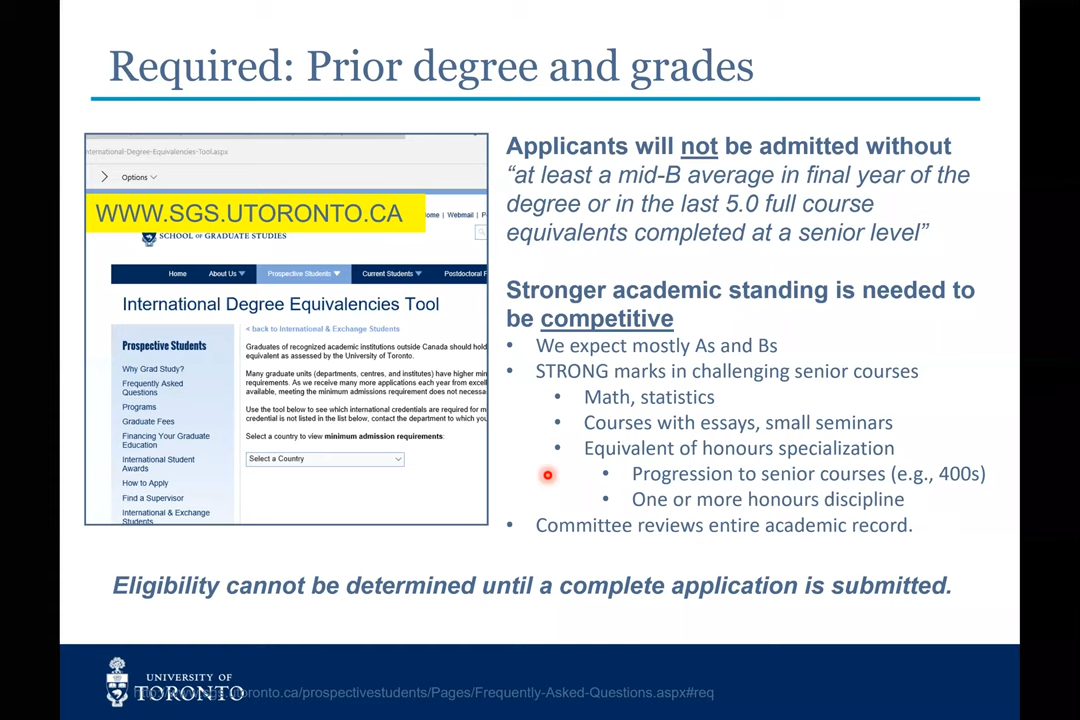 Required: Prior degree and grades
nternational-Degree-Equivalencies-Tool.aspx
Options
WWW.SGS.UTORONTO.CA
ome | Webmail | P
SCHOOL OF GRADUATE STUDIES
Home About Us Prospective Students Current Students Postdoctoral F
International Degree Equivalencies Tool
Prospective Students
Why Grad Study?
Frequently Asked
Questions
Programs
Graduate Fees
Financing Your Graduate
Education
International Student
Awards
How to Apply
Find a Supervisor
International & Exchange
Students
< back to International & Exchange Students
Graduates of recognized academic institutions outside Canada should hold
equivalent as assessed by the University of Toronto.
Many graduate units (departments, centres, and institutes) have higher min
requirements. As we receive many more applications each year from excell
available, meeting the minimum admissions requirement does not necessa
Use the tool below to see which international credentials are required for m
credential is not listed in the list below, contact the department to which you
Select a country to view minimum admission requirements:
Select a Country
Applicants will not be admitted without
“at least a mid-B average in final year of the
degree or in the last 5.0 full course
equivalents completed at a senior level”
Stronger academic standing is needed to
be competitive
• We expect mostly As and Bs
• STRONG marks in challenging senior courses
• Math, statistics
• Courses with essays, small seminars
• Equivalent of honours specialization
• Progression to senior courses (e.g., 400s)
• One or more honours discipline
• Committee reviews entire academic record.
Eligibility cannot be determined until a complete application is submitted.
UNIVERSITY OF
TORONTO
http://www.sgs.utoronto.ca/prospectivestudents/Pages/Frequently-Asked-Questions.aspx#req